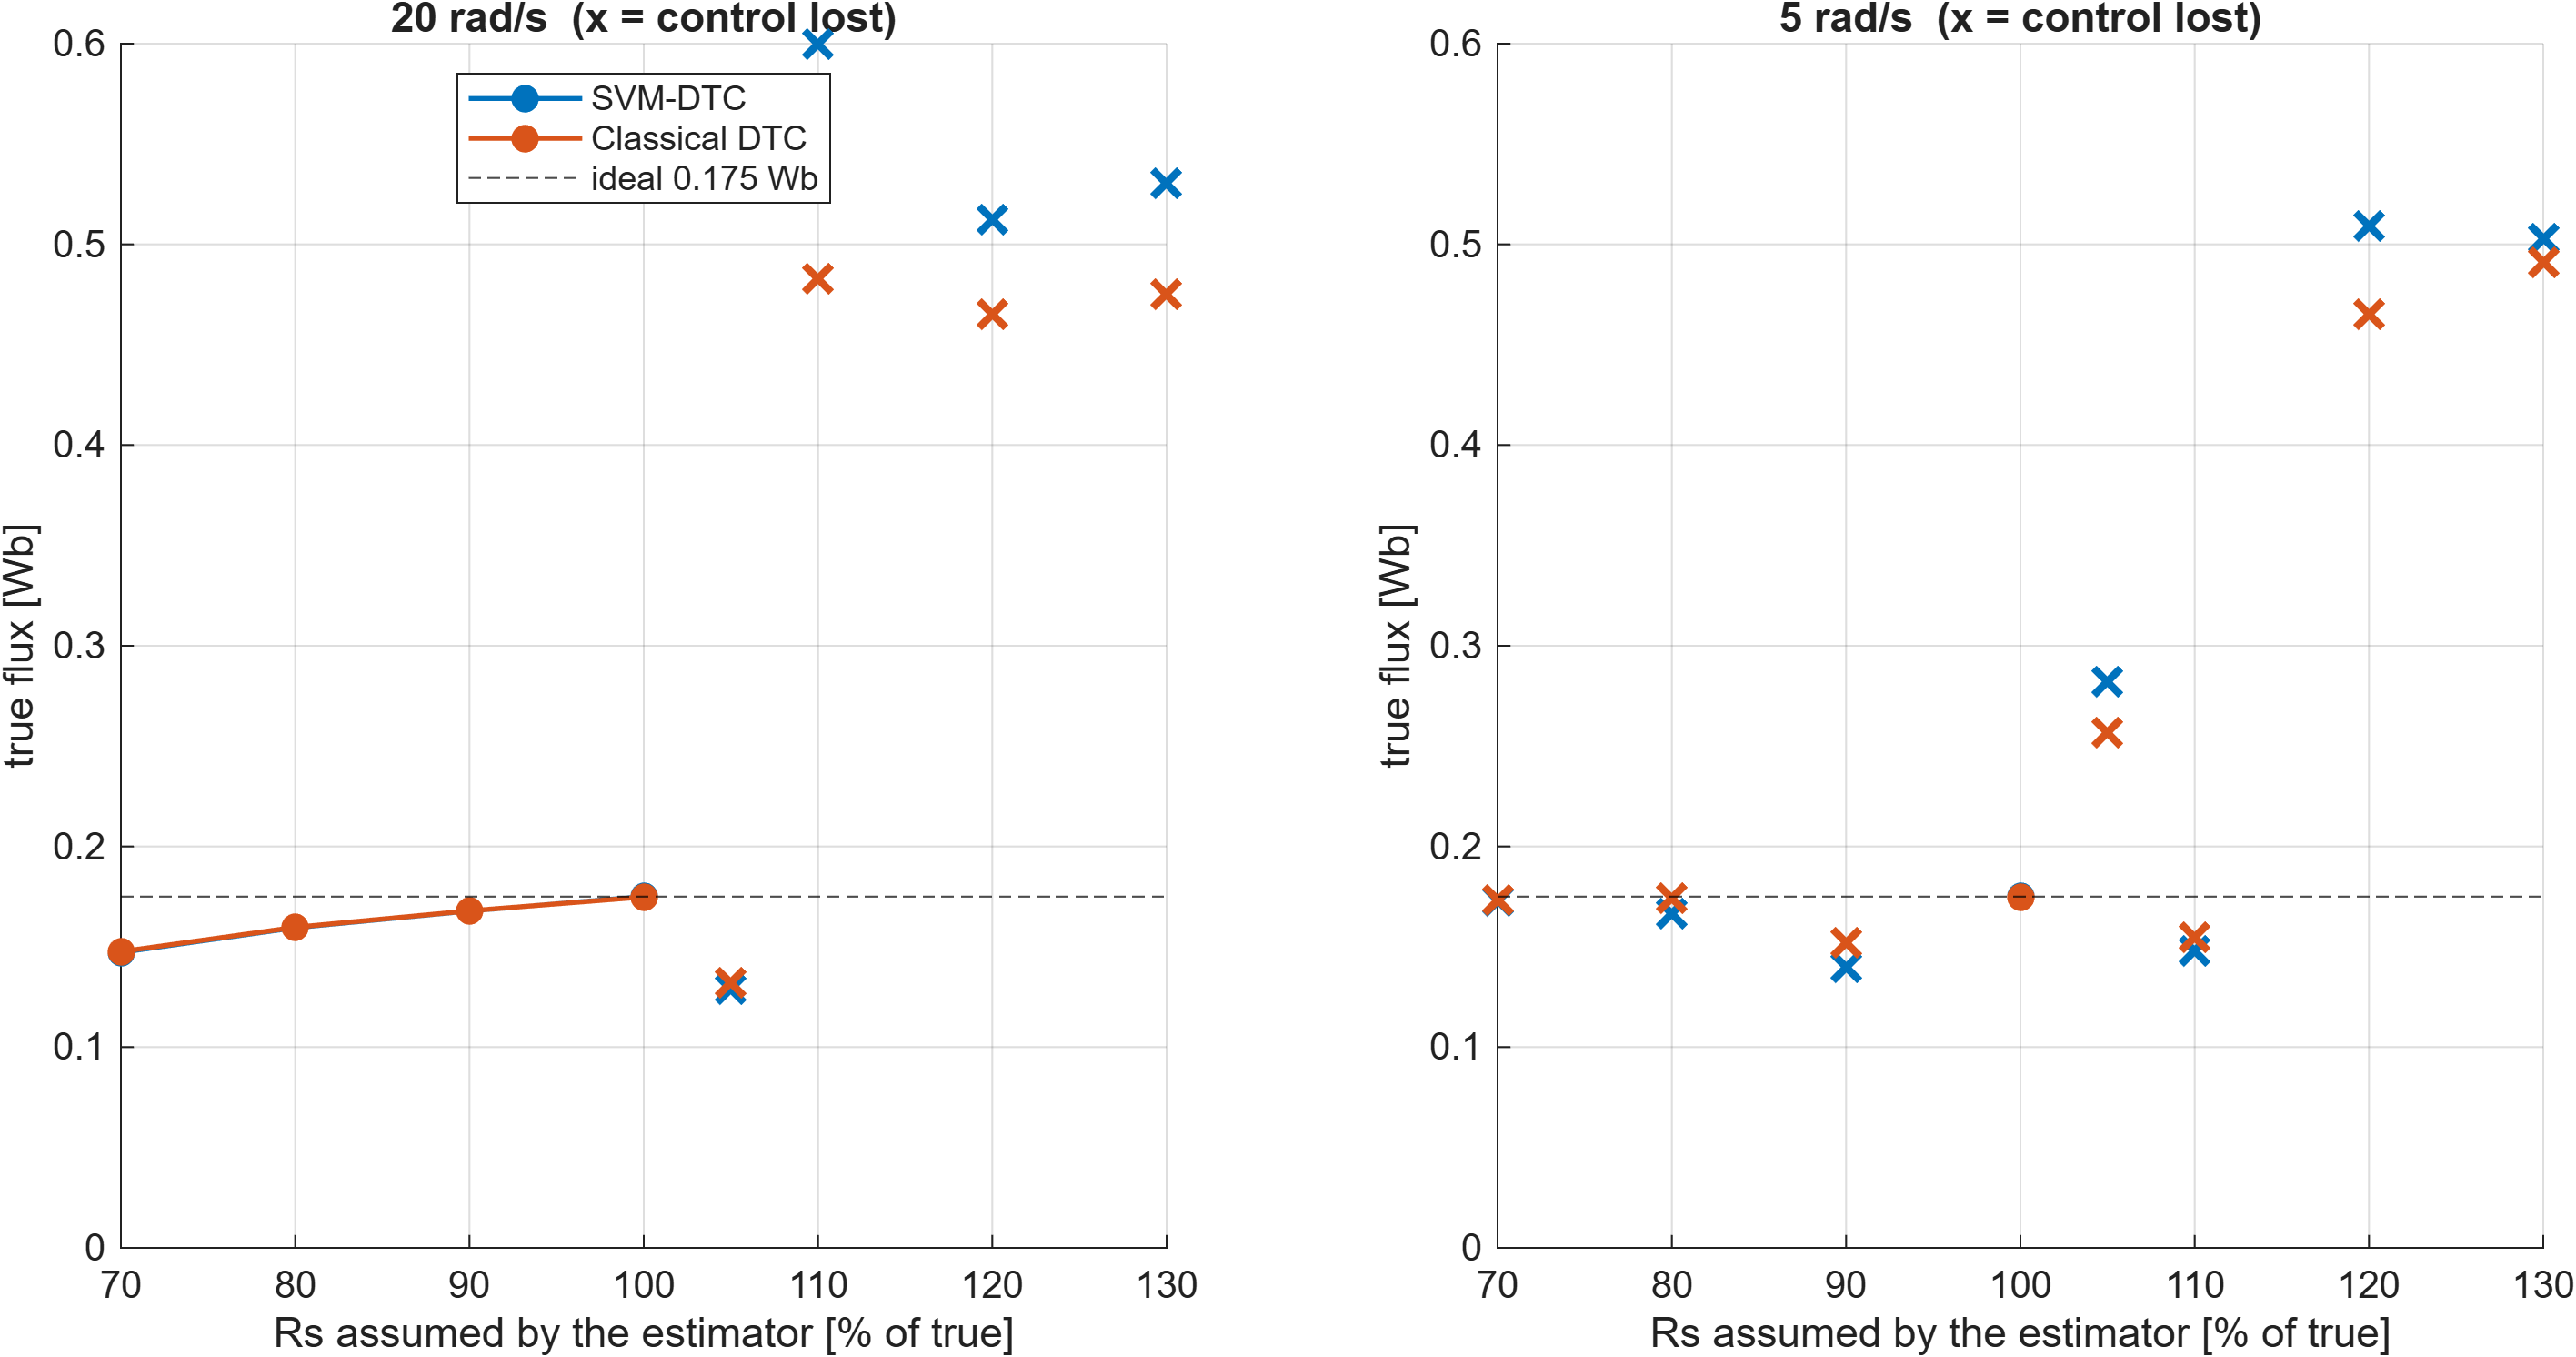 20 rad/s (x = control lost)
0.6
0.5
0.4
0.3
0.2
0.1
0
true flux [Wb]
SVM-DTC
Classical DTC
ideal 0.175 Wb
70 80 90 100 110 120 130
Rs assumed by the estimator [% of true]
5 rad/s (x = control lost)
0.6
0.5
0.4
0.3
0.2
0.1
0
true flux [Wb]
70 80 90 100 110 120 130
Rs assumed by the estimator [% of true]